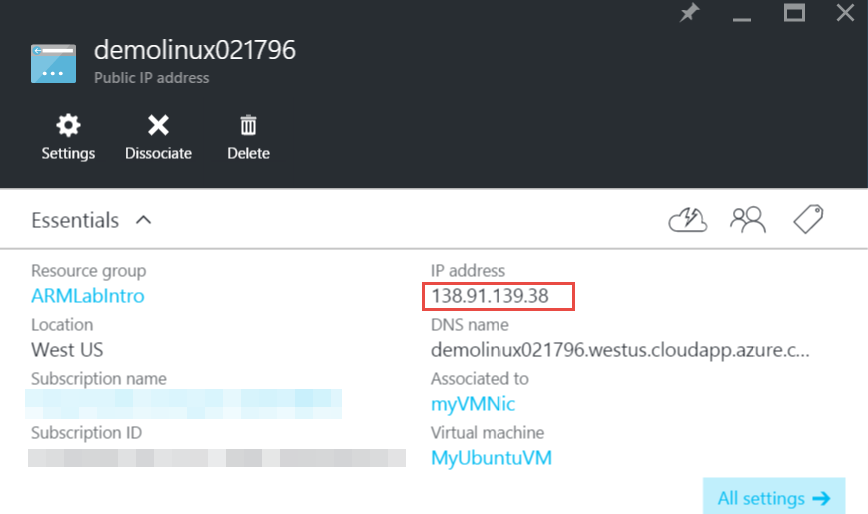 demolinux021796
Public IP address
Settings
Dissociate
Delete
Essentials
Resource group
ARMLabIntro
Location
West US
Subscription name
Subscription ID
IP address
138.91.139.38
DNS name
demolinux021796.westus.cloudapp.azure.c...
Associated to
myVMNic
Virtual machine
MyUbuntuVM
All settings